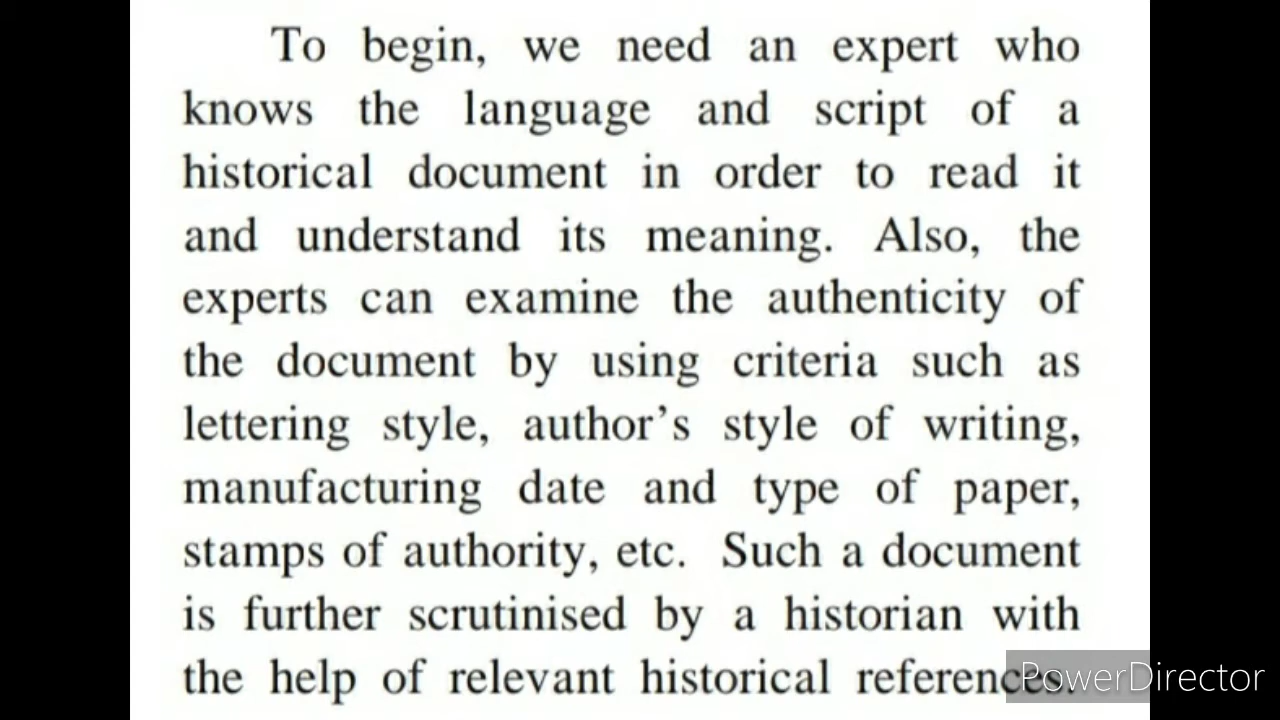 To begin, we need an expert who
knows the language and script of a
historical document in order to read it
and understand its meaning. Also, the
experts can examine the authenticity of
the document by using criteria such as
lettering style, author's style of writing,
manufacturing date and type of paper,
stamps of authority, etc. Such a document
is further scrutinised by a historian with
the help of relevant historical references.
PowerDirector